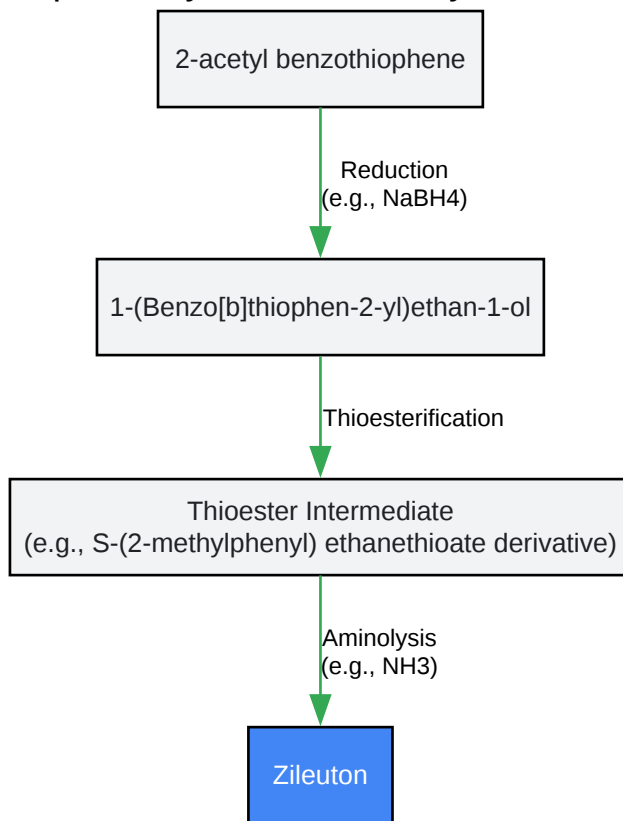 2-acetyl benzothiophene
Reduction
(e.g., NaBH4)
1-(Benzo[b]thiophen-2-yl)ethan-1-ol
Thioesterification
Thioester Intermediate
(e.g., S-(2-methylphenyl) ethanethioate derivative)
Aminolysis
(e.g., NH3)
Zileuton